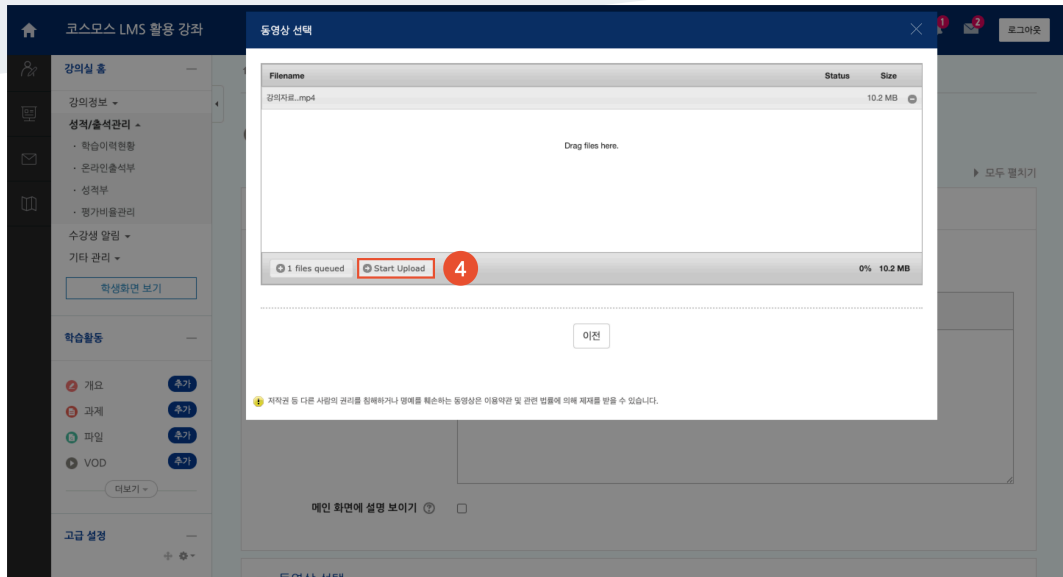 코스모스 LMS 활용 강좌
동영상 선택
1
2
로그아웃
강의실 홈
강의정보
성적/출석관리
· 학습이력현황
· 온라인출석부
· 성적부
· 평가비율관리
수강생 알림
기타 관리
학생화면 보기
Filename Status Size
강의자료..mp4 10.2 MB
Drag files here.
모두 펼치기
1 files queued Start Upload 4 0% 10.2 MB
이전
저작권 등 다른 사람의 권리를 침해하거나 명예를 훼손하는 동영상은 이용약관 및 관련 법률에 의해 제재를 받을 수 있습니다.
학습활동
개요 추가
과제 추가
파일 추가
VOD 추가
더보기
메인 화면에 설명 보이기
고급 설정
동영상 선택